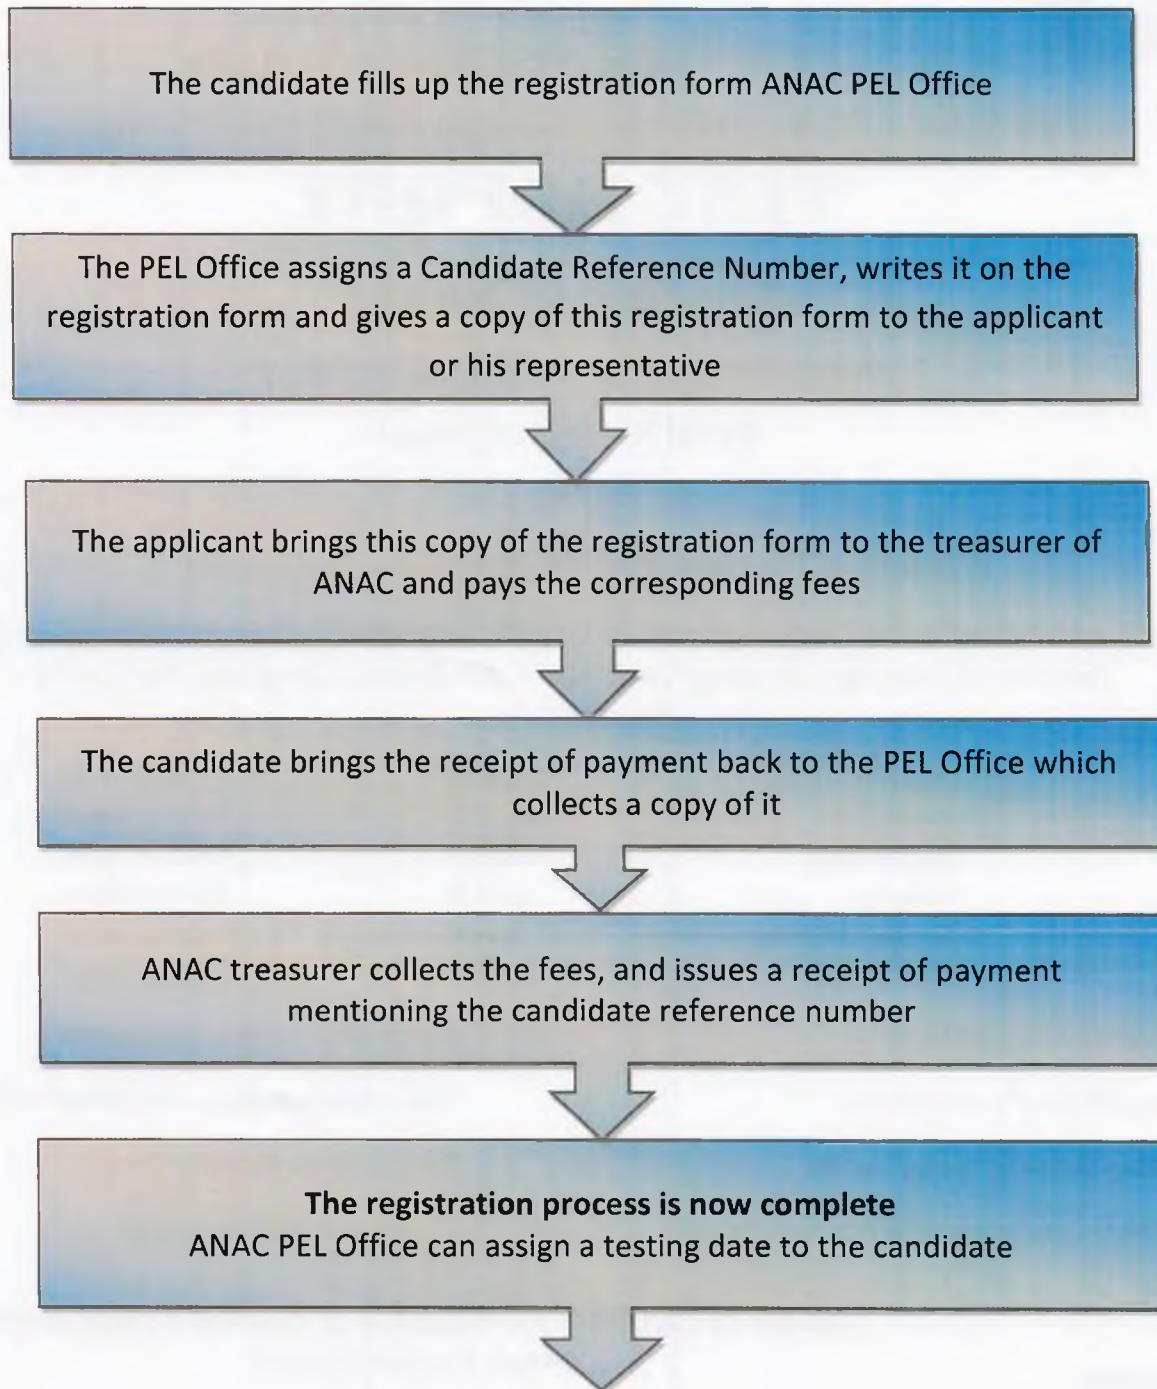 The candidate fills up the registration form ANAC PEL Office
The PEL Office assigns a Candidate Reference Number, writes it on the
registration form and gives a copy of this registration form to the applicant
or his representative
The applicant brings this copy of the registration form to the treasurer of
ANAC and pays the corresponding fees
The candidate brings the receipt of payment back to the PEL Office which
collects a copy of it
ANAC treasurer collects the fees, and issues a receipt of payment
mentioning the candidate reference number
The registration process is now complete
ANAC PEL Office can assign a testing date to the candidate